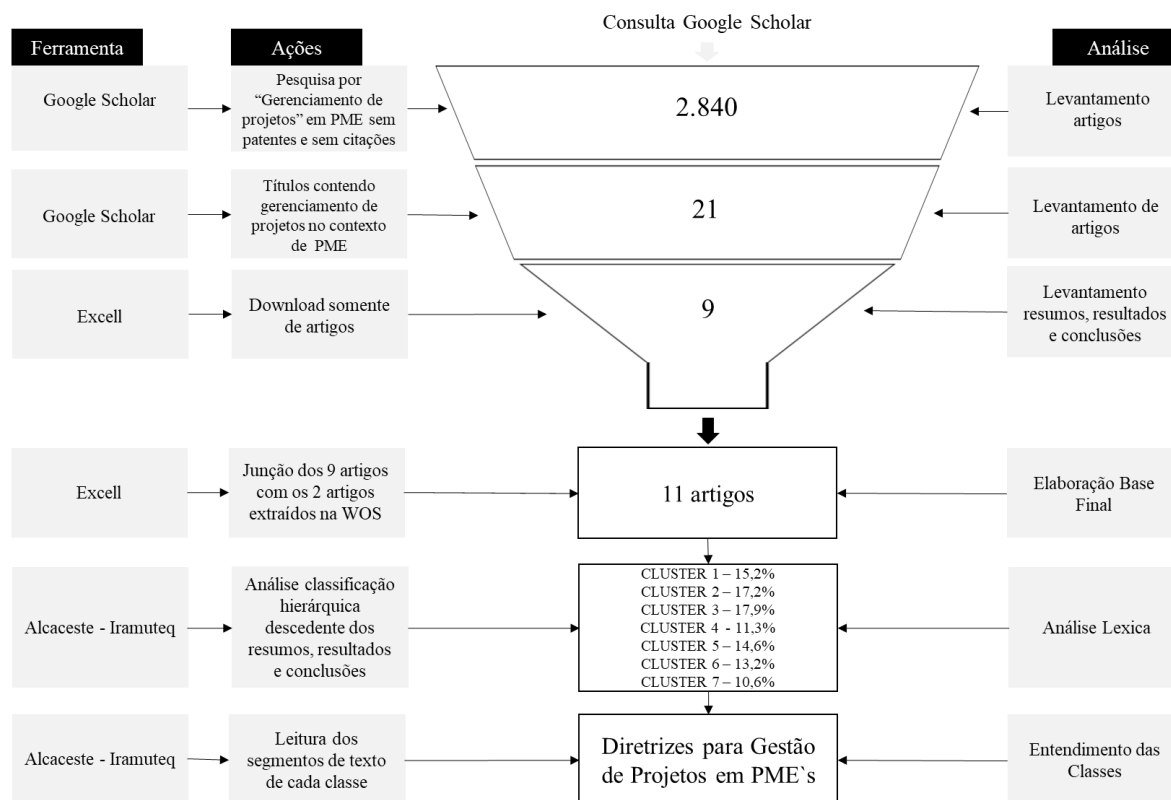 Consulta Google Scholar
Ferramenta
Ações
Análise
Google Scholar
Pesquisa por
“Gerenciamento de
projetos” em PME sem
patentes e sem citações
2.840
Levantamento
artigos
Google Scholar
Títulos contendo
gerenciamento de
projetos no contexto
de PME
21
Levantamento de
artigos
Excell
Download somente
de artigos
9
Levantamento
resumos, resultados
e conclusões
Excell
Junção dos 9 artigos
com os 2 artigos
extraídos na WOS
11 artigos
Elaboração Base
Final
Alcaceste - Iramuteq
Análise classificação
hierárquica
descedente dos
resumos, resultados
e conclusões
CLUSTER 1 – 15,2%
CLUSTER 2 – 17,2%
CLUSTER 3 – 17,9%
CLUSTER 4 - 11,3%
CLUSTER 5 – 14,6%
CLUSTER 6 – 13,2%
CLUSTER 7 – 10,6%
Análise Lexica
Alcaceste - Iramuteq
Leitura dos
segmentos de texto
de cada classe
Diretrizes para Gestão
de Projetos em PME`s
Entendimento das
Classes